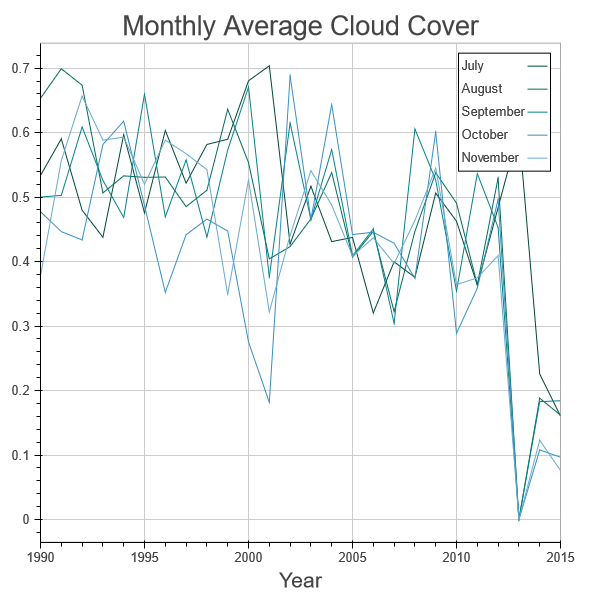 Monthly Average Cloud Cover
0.7
0.6
0.5
0.4
0.3
0.2
0.1
0
July
August
September
October
November
1990 1995 2000 2005 2010 2015
Year